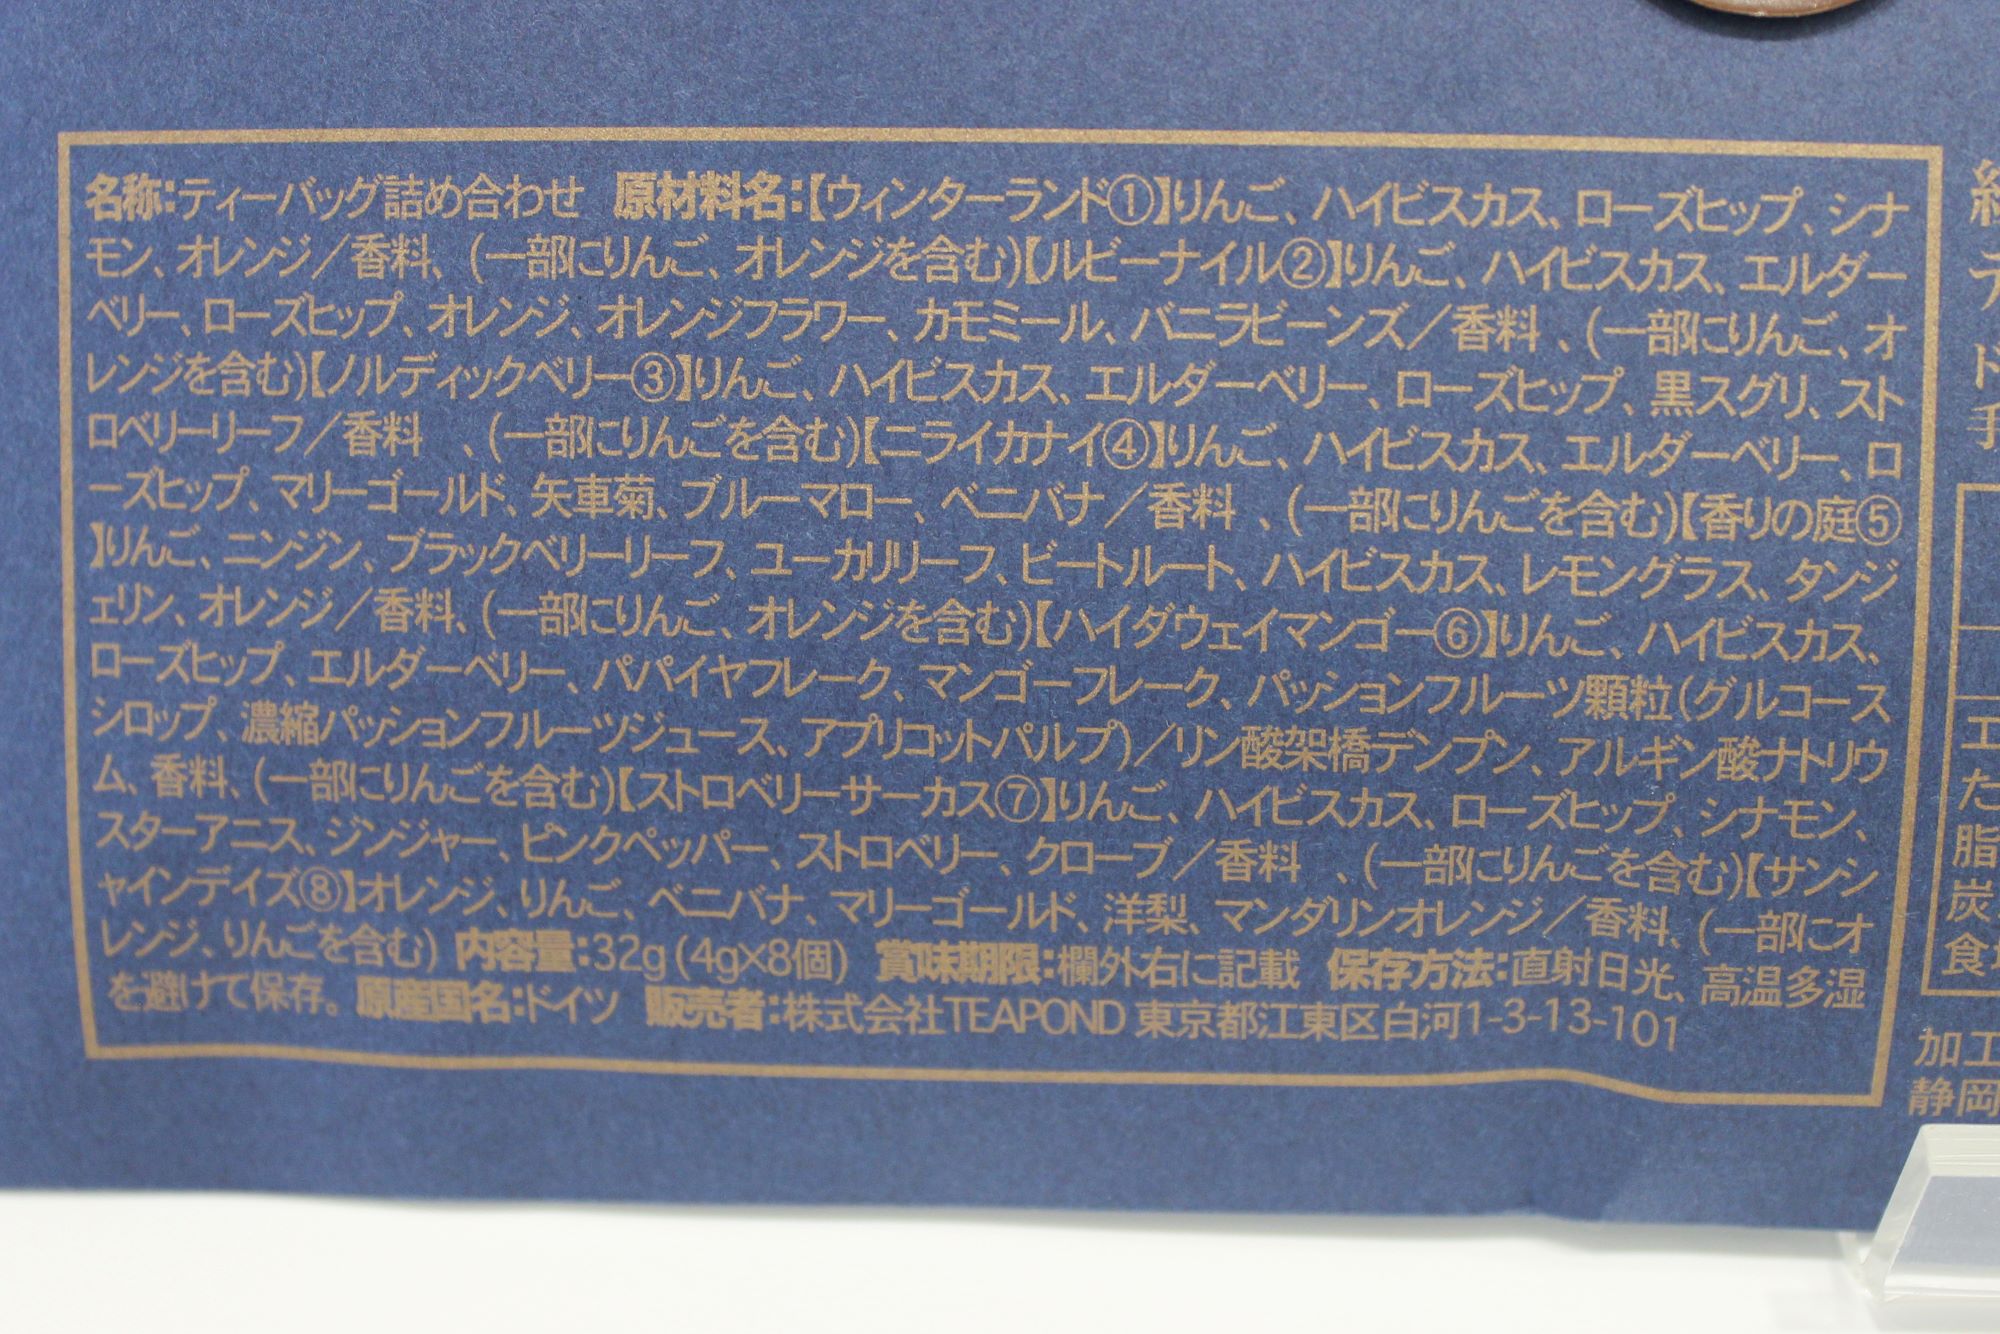 名称:ティーバッグ詰め合わせ 原材料名:【ウィンターランド①】りんご、ハイビスカス、ローズヒップ、シナ
モン、オレンジ／香料、(一部にりんご、オレンジを含む)【ルビーナイル②】りんご、ハイビスカス、エルダー
ベリー、ローズヒップ、オレンジ、オレンジフラワー、カモミール、バニラビーンズ／香料 、(一部にりんご、オ
レンジを含む)【ノルディックベリー③】りんご、ハイビスカス、エルダーベリー、ローズヒップ、黒スグリ、スト
ロベリーリーフ／香料 、(一部にりんごを含む)【ニライカナイ④】りんご、ハイビスカス、エルダーベリー、ロ
ーズヒップ、マリーゴールド、矢車菊、ブルーマロー、ベニバナ／香料 、(一部にりんごを含む)【香りの庭⑤
】りんご、ニンジン、ブラックベリーリーフ、ユーカリリーフ、ビートルート、ハイビスカス、レモングラス、タンジ
ェリン、オレンジ／香料、(一部にりんご、オレンジを含む)【ハイダウェイマンゴー⑥】りんご、ハイビスカス、
ローズヒップ、エルダーベリー、パパイヤフレーク、マンゴーフレーク、パッションフルーツ顆粒(グルコース
シロップ、濃縮パッションフルーツジュース、アプリコットパルプ)／リン酸架橋デンプン、アルギン酸ナトリウ
ム、香料、(一部にりんごを含む)【ストロベリーサーカス⑦】りんご、ハイビスカス、ローズヒップ、シナモン、
スターアニス、ジンジャー、ピンクペッパー、ストロベリー、クローブ／香料 、(一部にりんごを含む)【サンシ
ャインデイズ⑧】オレンジ、りんご、ベニバナ、マリーゴールド、洋梨、マンダリンオレンジ／香料、(一部にオ
レンジ、りんごを含む) 内容量:32g(4g×8個) 賞味期限:欄外右に記載 保存方法:直射日光、高温多湿
を避けて保存。原産国名:ドイツ 販売者:株式会社TEAPOND 東京都江東区白河1-3-13-101
ド
手
エ
た
脂
炭
食
加工
静岡